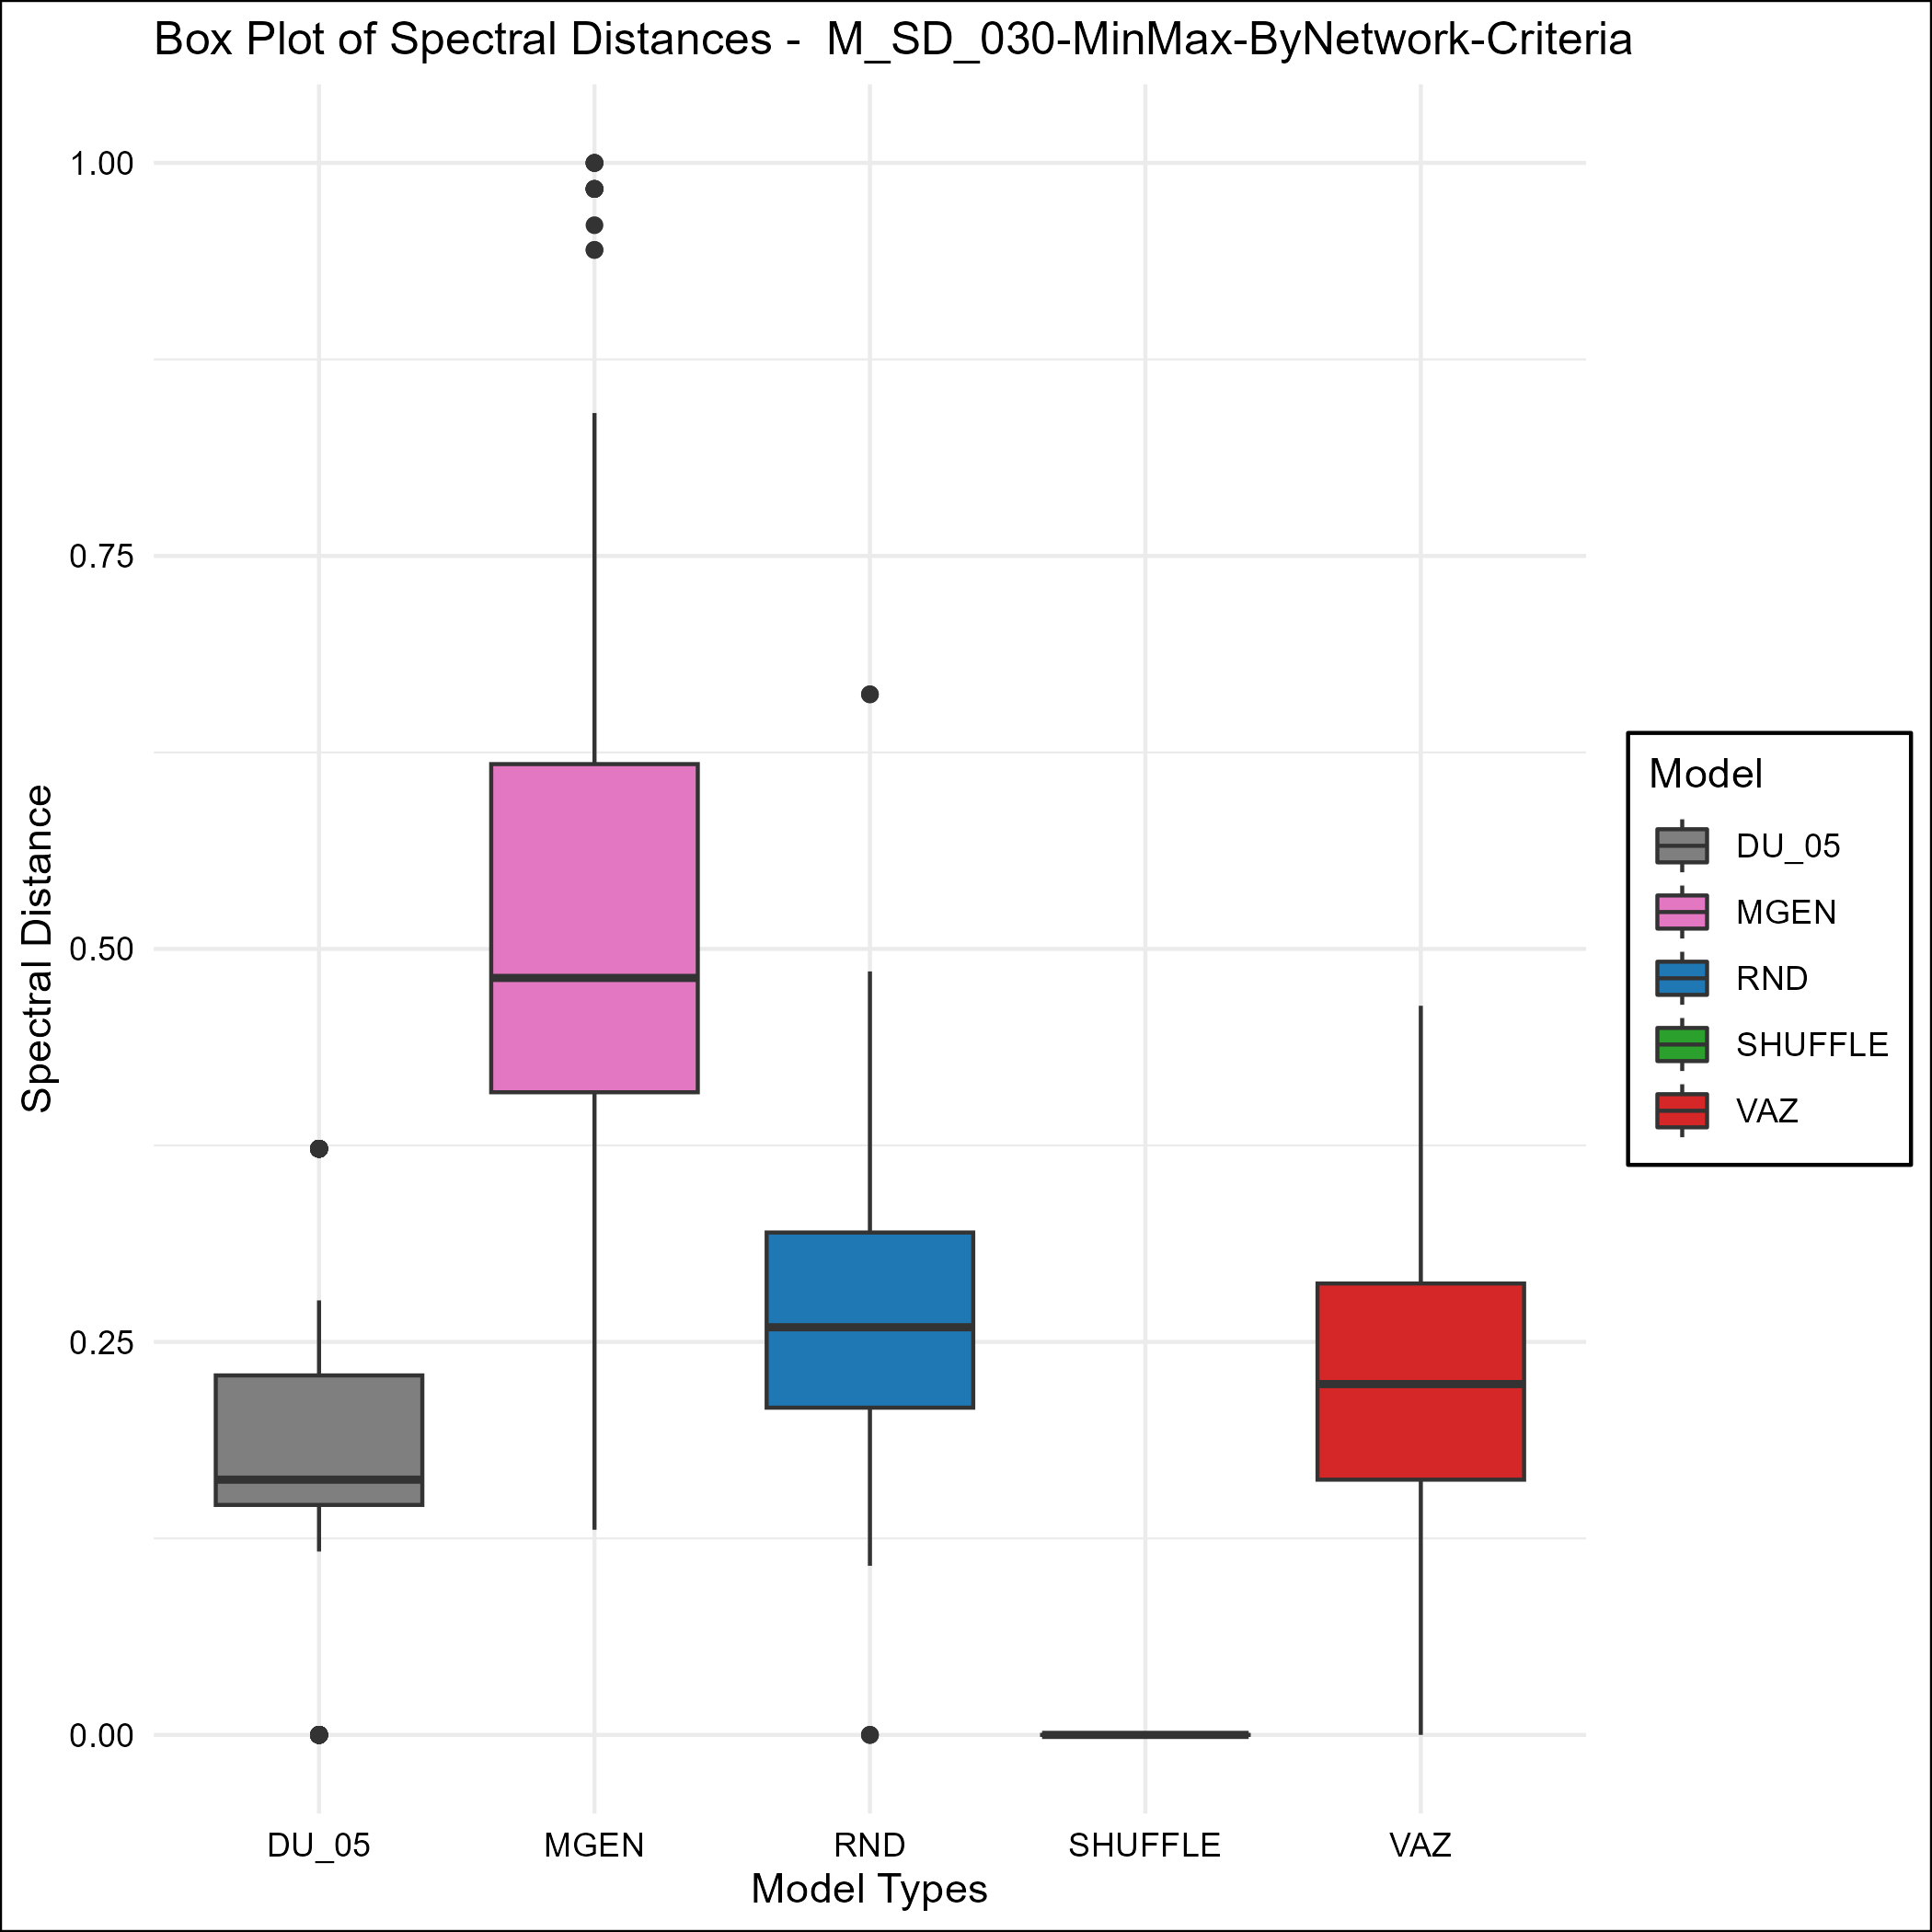 Box Plot of Spectral Distances -  M_SD_030-MinMax-ByNetwork-Criteria
Spectral Distance
1.00
0.75
0.50
0.25
0.00
DU_05
MGEN
RND
SHUFFLE
VAZ
Model Types
Model
DU_05
MGEN
RND
SHUFFLE
VAZ